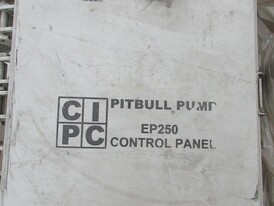 CI
PC
PITBULL PUMP
EP250
CONTROL PANEL